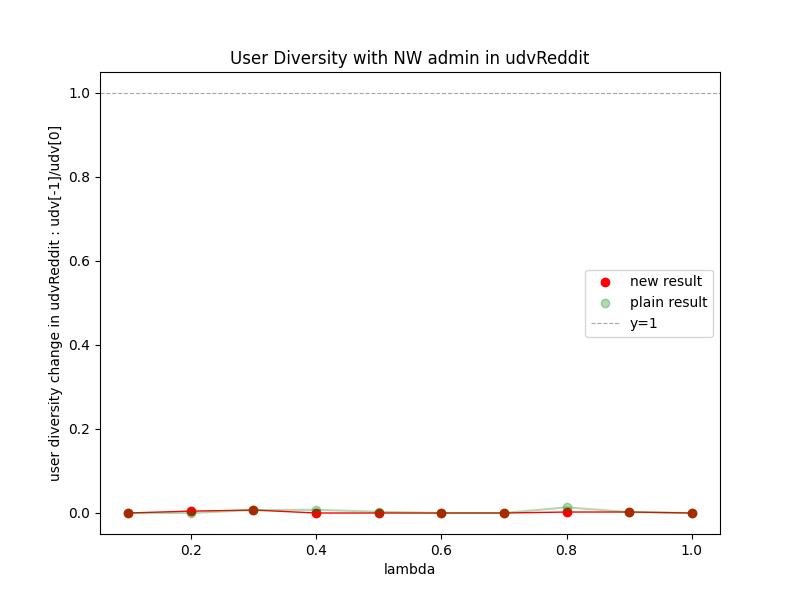 User Diversity with NW admin in udvReddit
user diversity change in udvReddit : udv[-1]/udv[0]
1.0
0.8
0.6
0.4
0.2
0.0
new result
plain result
y=1
0.2
0.4
0.6
0.8
1.0
lambda